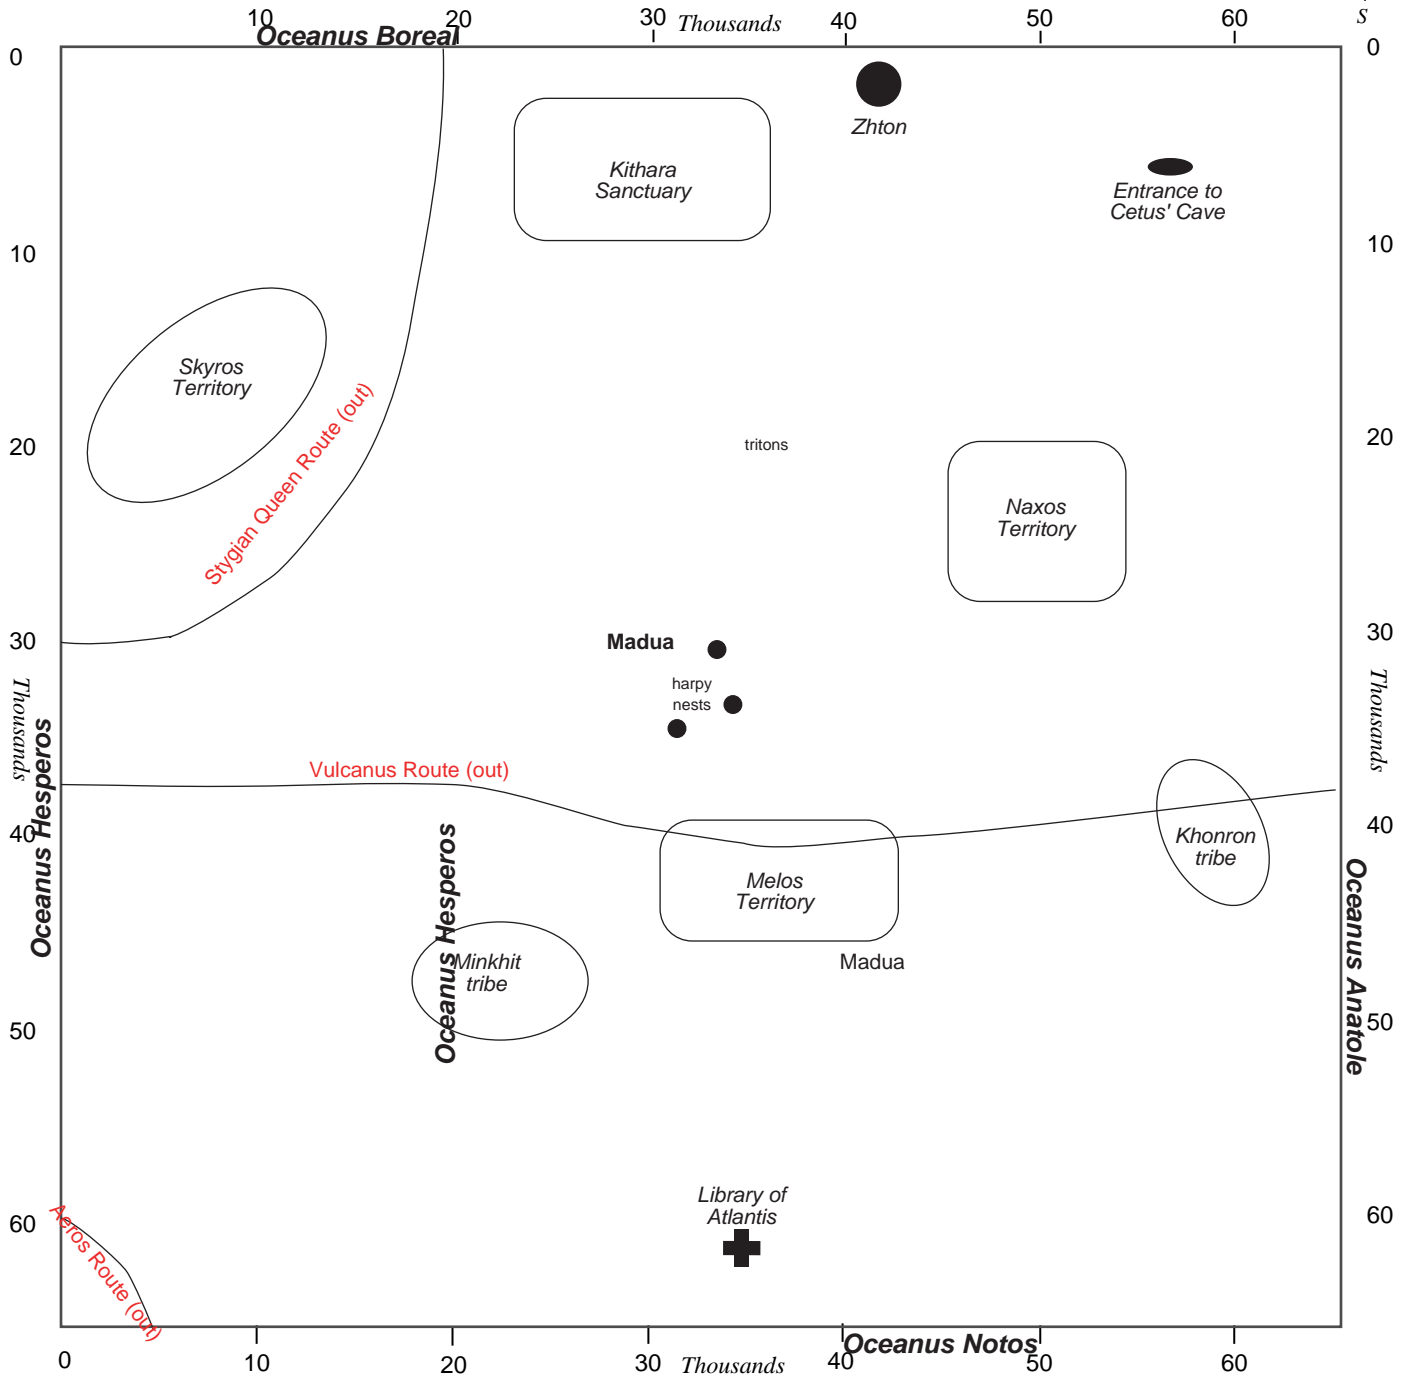 10
20
30
Thousands
40
50
60
S
Oceanus Boreal
0
0
Zhton
Kithara
Sanctuary
Entrance to
Cetus' Cave
10
10
Skyros
Territory
Stygian Queen Route (out)
20
tritons
20
Naxos
Territory
30
Madua
30
harpy
nests
Thousands
Thousands
Oceanus Hesperos
Vulcanus Route (out)
40
40
Oceanus Hesperos
Khonron
tribe
Melos
Territory
Oceanus Anatole
Minkhit
tribe
Madua
50
50
Library of
Atlantis
60
60
Aeros Route (out)
Oceanus Notos
0
10
20
30
Thousands
40
50
60